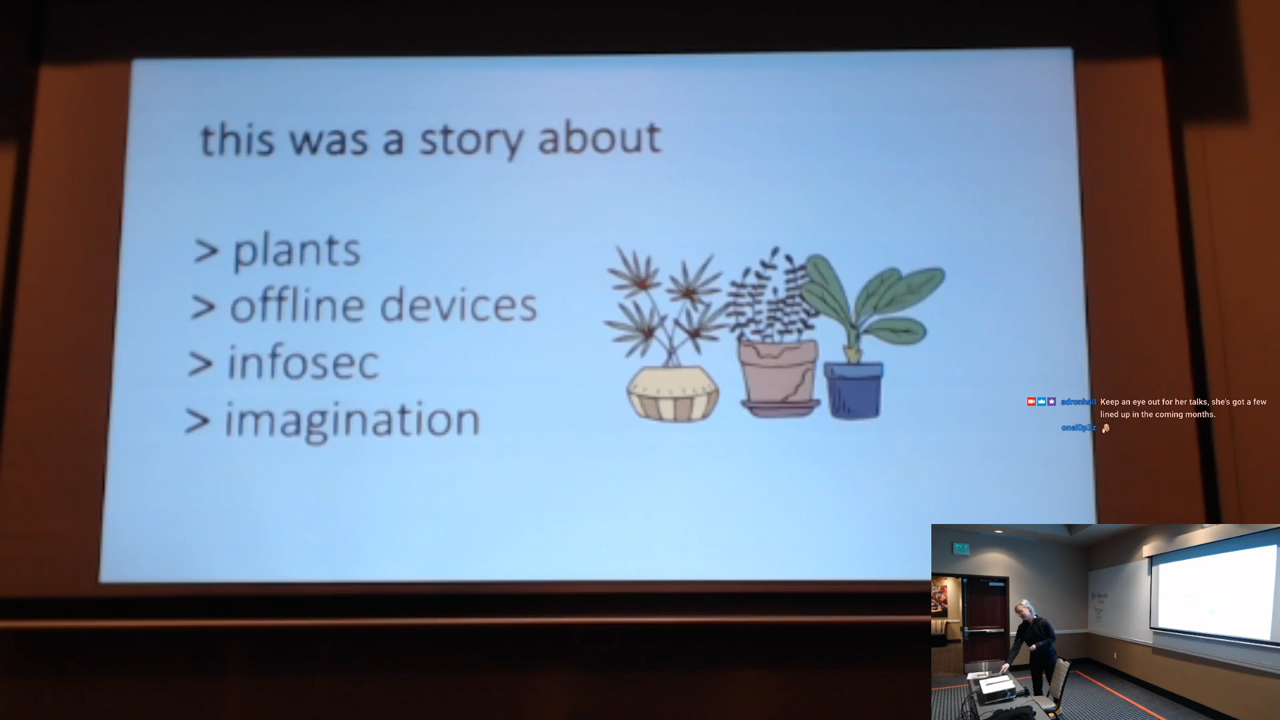 this was a story about
> plants
> offline devices
> infosec
> imagination
Keep an eye out for her talks, she's got a few
lined up in the coming months.